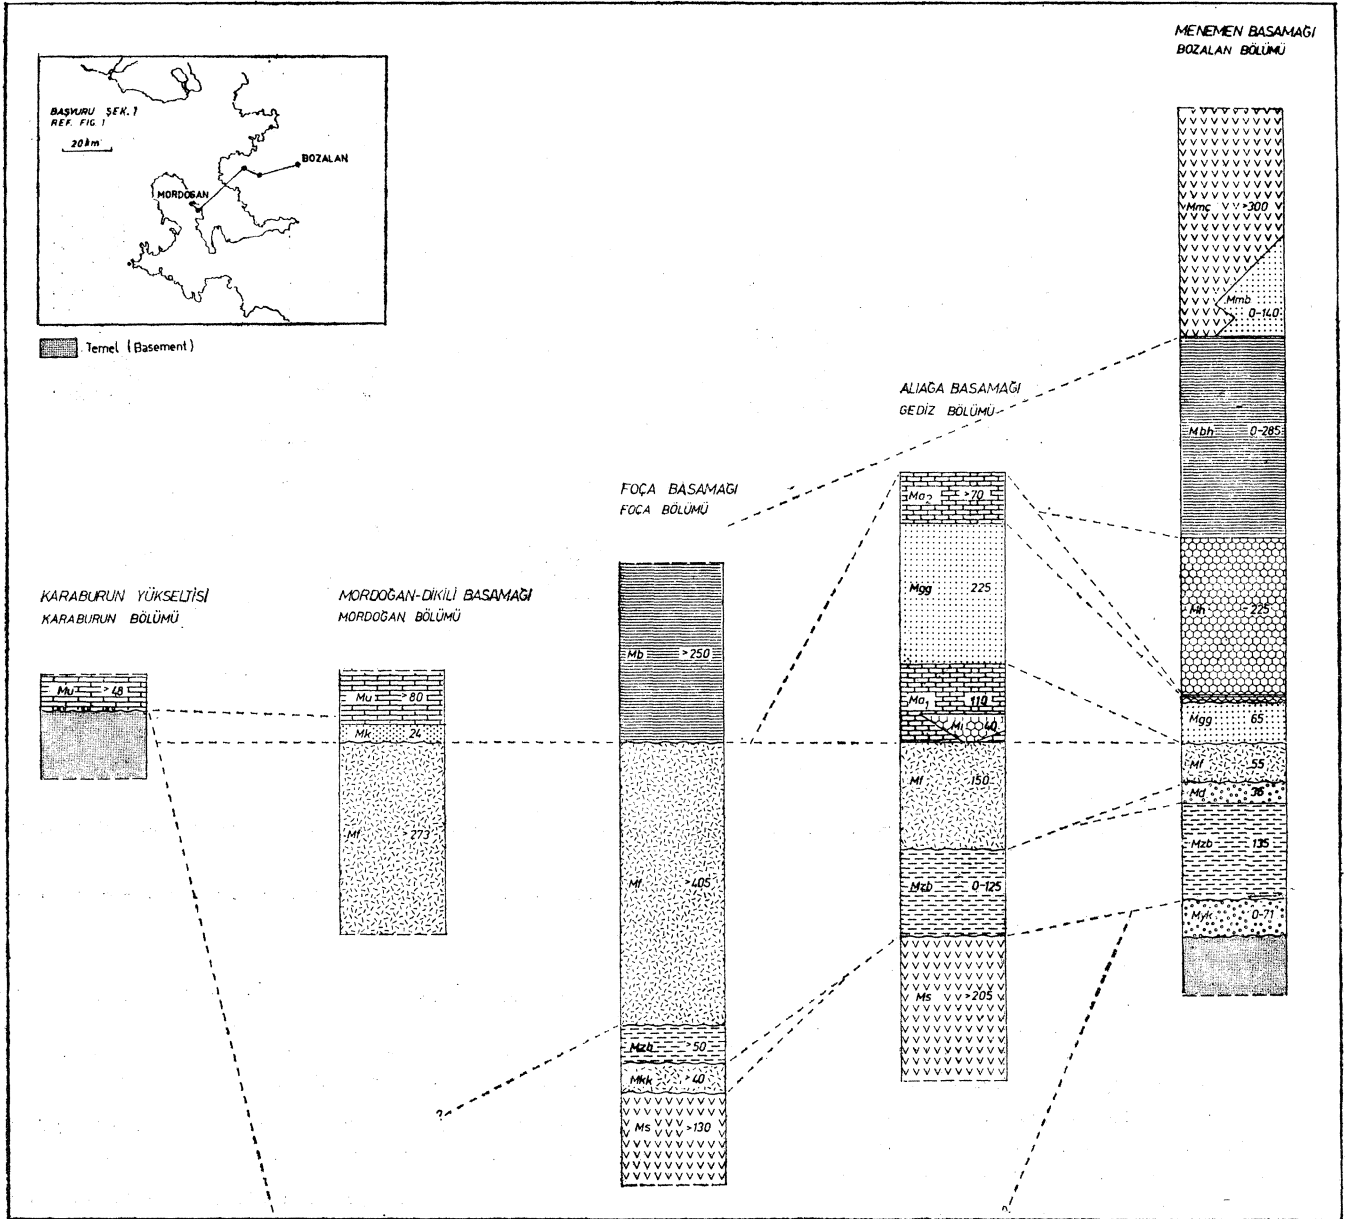 MENEMEN BASAMAĞI
BOZALAN BÖLÜMÜ
BAŞVURU ŞEK. 1
REF. FIG. 1
20 km
BOZALAN
MORDOĞAN
Temel (Basement)
Mmc >300
Mmb
0-140
Mbh 0-285
Mh 225
Mgg 65
Mf 55
Md 36
Mzb 135
Myk 0-71
ALIAĞA BASAMAĞI
GEDİZ BÖLÜMÜ
Ma2 >70
Mgg 225
Ma1 110
Ml 40
Mf 150
Mzb 0-125
Ms >205
FOÇA BASAMAĞI
FOÇA BÖLÜMÜ
Mb >250
Mf >405
Mzb >50
Mkk >40
Ms >130
KARABURUN YÜKSELTİSİ
KARABURUN BÖLÜMÜ
Mu >48
MORDOĞAN-DİKİLİ BASAMAĞI
MORDOĞAN BÖLÜMÜ
Mu >80
Mk 24
Mf >273
?
?